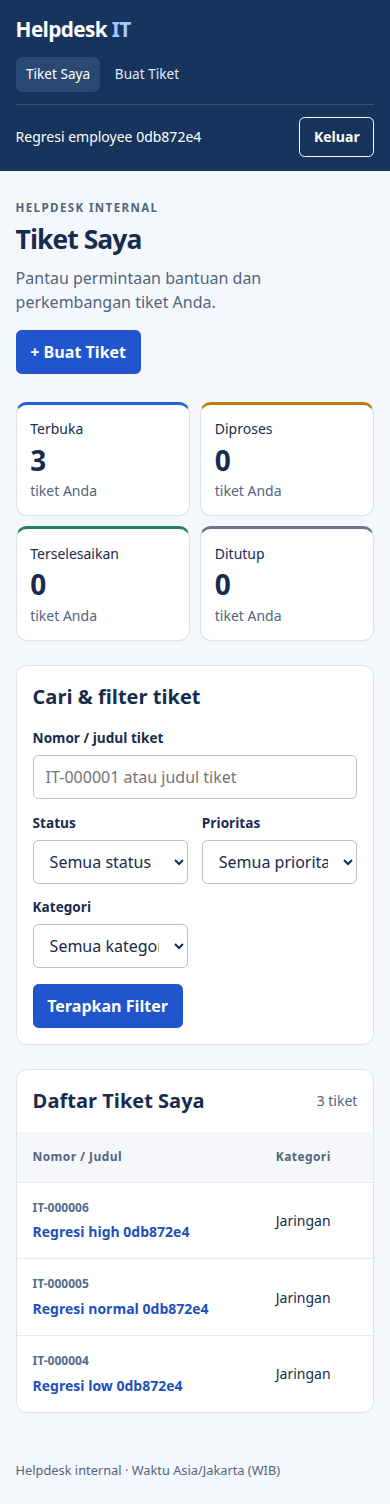 Helpdesk IT
Tiket Saya Buat Tiket
Regresi employee 0db872e4 Keluar
HELPDESK INTERNAL
Tiket Saya
Pantau permintaan bantuan dan
perkembangan tiket Anda.
+ Buat Tiket
Terbuka
3
tiket Anda
Diproses
0
tiket Anda
Terselesaikan
0
tiket Anda
Ditutup
0
tiket Anda
Cari & filter tiket
Nomor / judul tiket
IT-000001 atau judul tiket
Status Prioritas
Semua status Semua priorita
Kategori
Semua kategor
Terapkan Filter
Daftar Tiket Saya 3 tiket
Nomor / Judul Kategori
IT-000006
Regresi high 0db872e4 Jaringan
IT-000005
Regresi normal 0db872e4 Jaringan
IT-000004
Regresi low 0db872e4 Jaringan
Helpdesk internal · Waktu Asia/Jakarta (WIB)